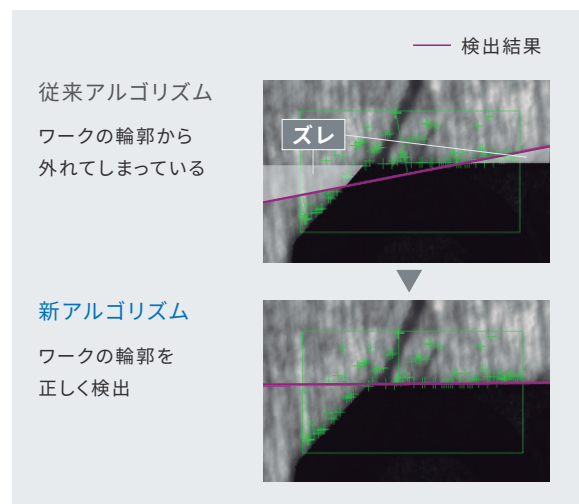 検出結果
従来アルゴリズム
ワークの輪郭から
外れてしまっている
ズレ
新アルゴリズム
ワークの輪郭を
正しく検出